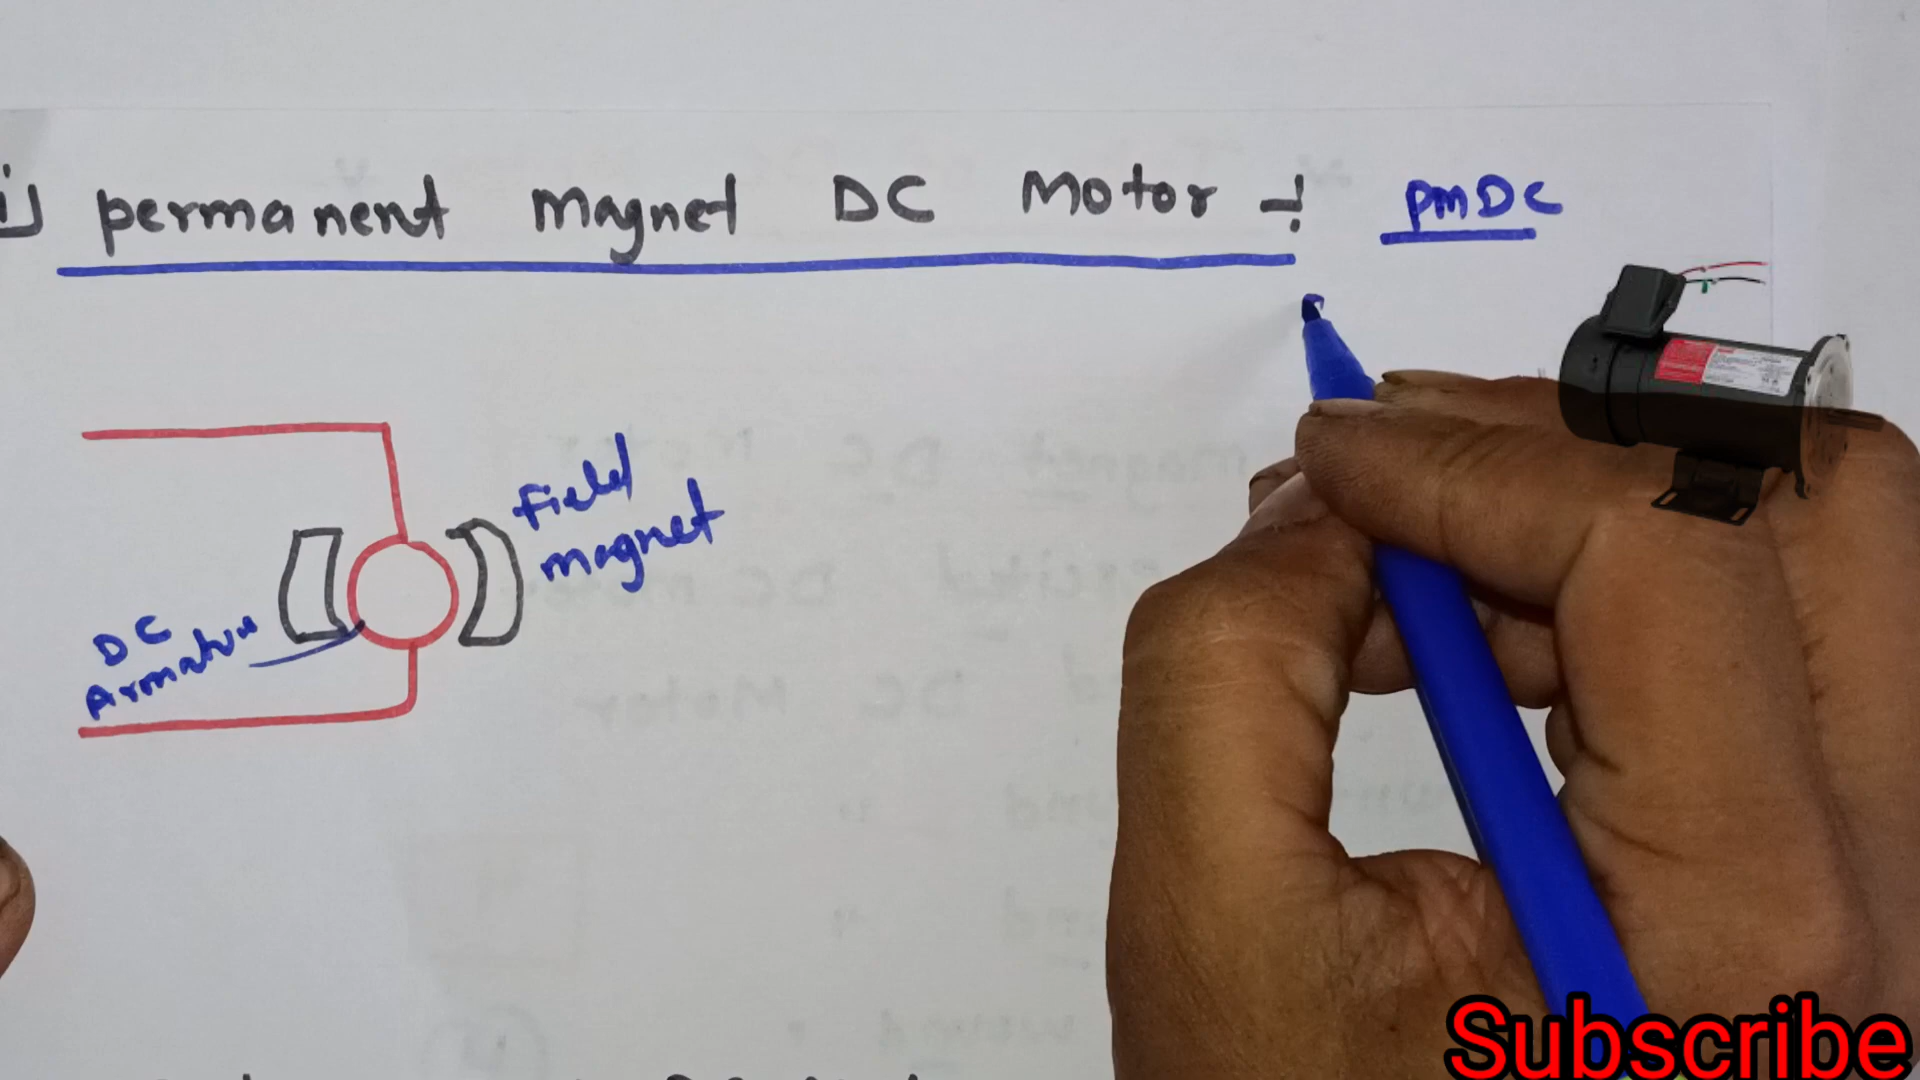 i) permanent magnet DC Motor :- pmDC
field
magnet
DC
Armature
Subscribe